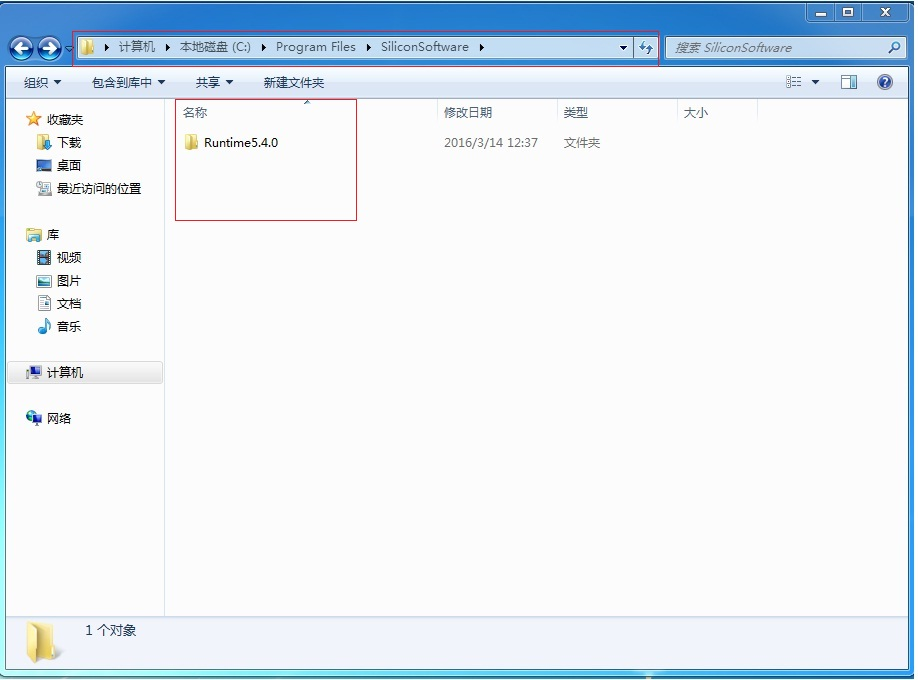 计算机 本地磁盘 (C:) Program Files SiliconSoftware 搜索 SiliconSoftware
组织 包含到库中 共享 新建文件夹
名称 修改日期 类型 大小
Runtime5.4.0 2016/3/14 12:37 文件夹
收藏夹
下载
桌面
最近访问的位置
库
视频
图片
文档
音乐
计算机
网络
1 个对象